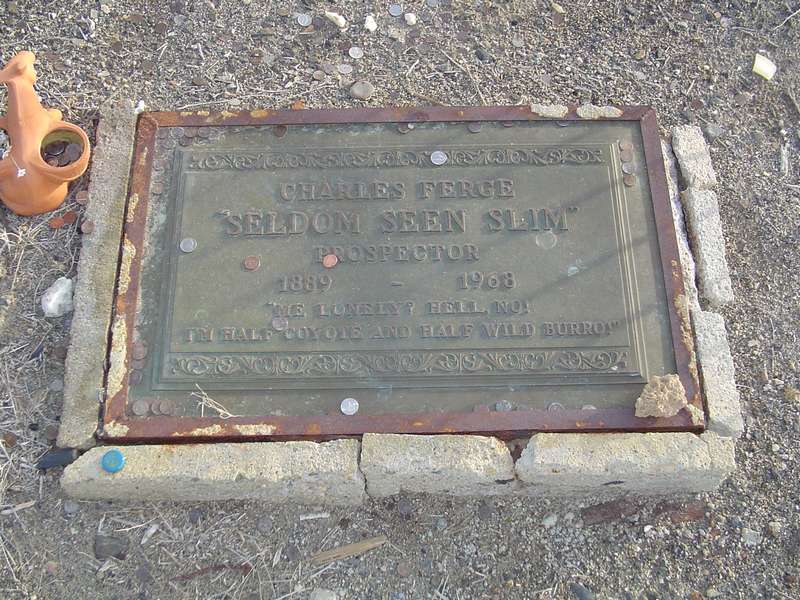 CHARLES FERGE
"SELDOM SEEN SLIM"
PROSPECTOR
1889 - 1968
"ME LONELY? HELL, NO!
I'M HALF COYOTE AND HALF WILD BURRO!"